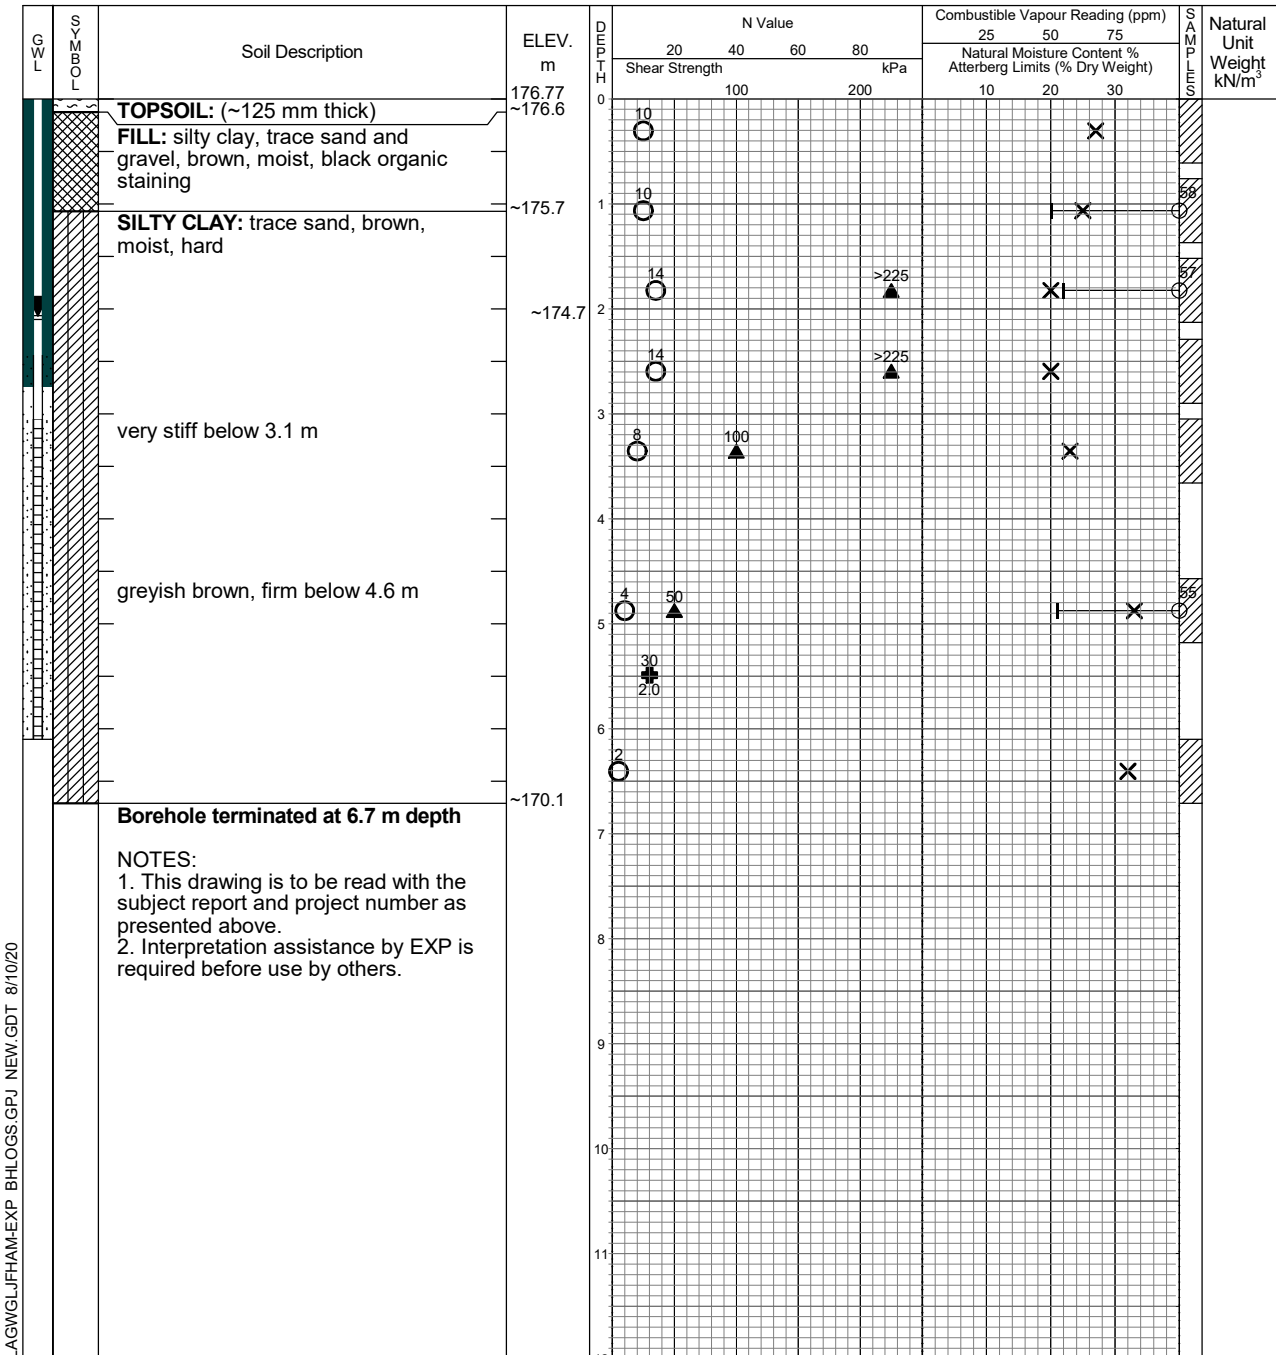 GWL
SYMBOL
Soil Description
ELEV.
m
DEPTH
N Value
20 40 60 80
Shear Strength kPa
100 200
Combustible Vapour Reading (ppm)
25 50 75
Natural Moisture Content %
Atterberg Limits (% Dry Weight)
10 20 30
SAMPLES
Natural
Unit
Weight
kN/m³
176.77
0
TOPSOIL: (~125 mm thick)
~176.6
FILL: silty clay, trace sand and
gravel, brown, moist, black organic
staining
10
10
58
1
~175.7
SILTY CLAY: trace sand, brown,
moist, hard
14 >225 57
~174.7
2
14 >225
3
very stiff below 3.1 m
8 100
4
greyish brown, firm below 4.6 m
4 50 55
5
30
2.0
6
2
~170.1
Borehole terminated at 6.7 m depth
7
NOTES:
1. This drawing is to be read with the
subject report and project number as
presented above.
2. Interpretation assistance by EXP is
required before use by others.
8
9
10
11
AGWGLJFHAM-EXP BHLOGS.GPJ NEW.GDT 8/10/20